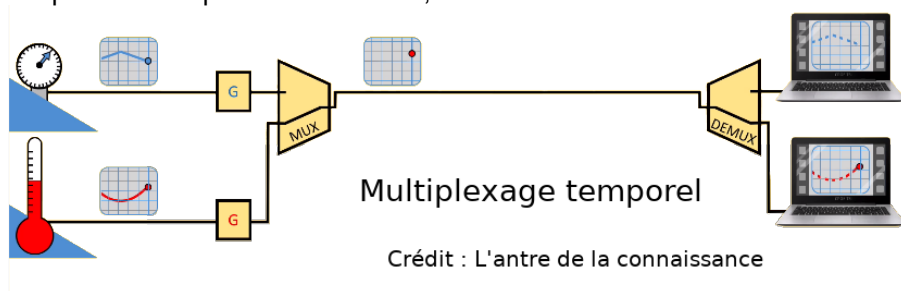 G
MUX
DEMUX
G
Multiplexage temporel
Crédit : L'antre de la connaissance